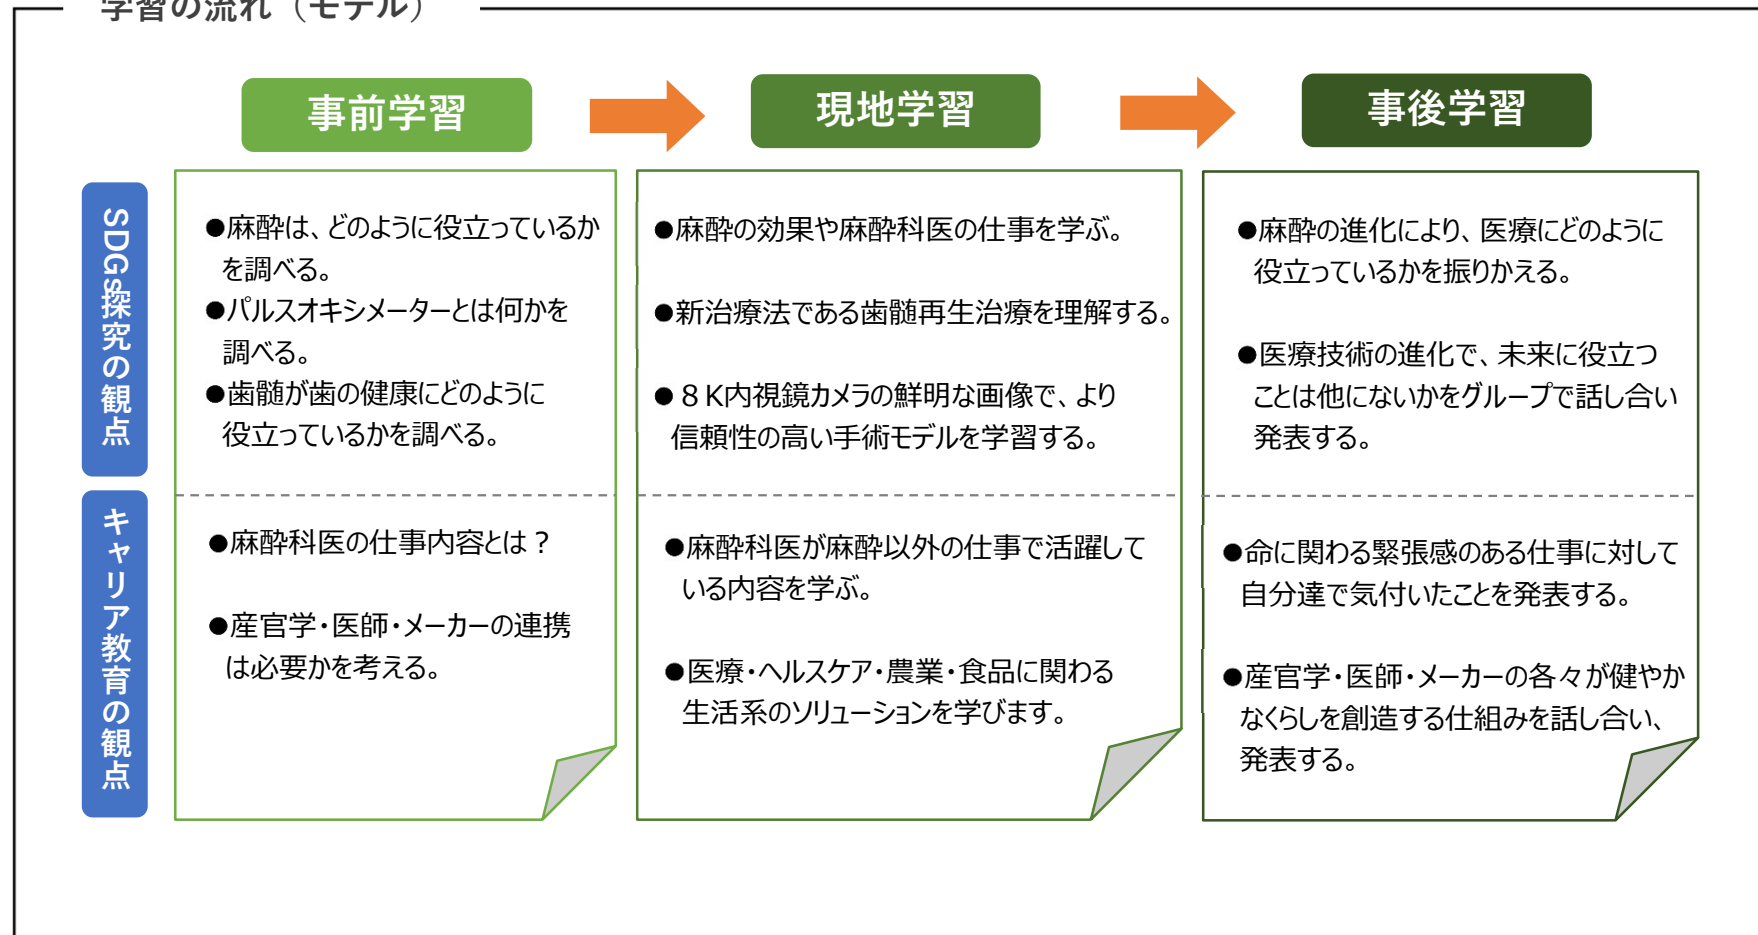 学習の流れ（モデル）
事前学習
現地学習
事後学習
SDGs探究の観点
●麻酔は、どのように役立っているか
を調べる。
●パルスオキシメーターとは何かを
調べる。
●歯髄が歯の健康にどのように
役立っているかを調べる。
●麻酔の効果や麻酔科医の仕事を学ぶ。
●新治療法である歯髄再生治療を理解する。
●８K内視鏡カメラの鮮明な画像で、より
信頼性の高い手術モデルを学習する。
●麻酔の進化により、医療にどのように
役立っているかを振りかえる。
●医療技術の進化で、未来に役立つ
ことは他にないかをグループで話し合い
発表する。
キャリア教育の観点
●麻酔科医の仕事内容とは？
●産官学・医師・メーカーの連携
は必要かを考える。
●麻酔科医が麻酔以外の仕事で活躍して
いる内容を学ぶ。
●医療・ヘルスケア・農業・食品に関わる
生活系のソリューションを学びます。
●命に関わる緊張感のある仕事に対して
自分達で気付いたことを発表する。
●産官学・医師・メーカーの各々が健やか
なくらしを創造する仕組みを話し合い、
発表する。